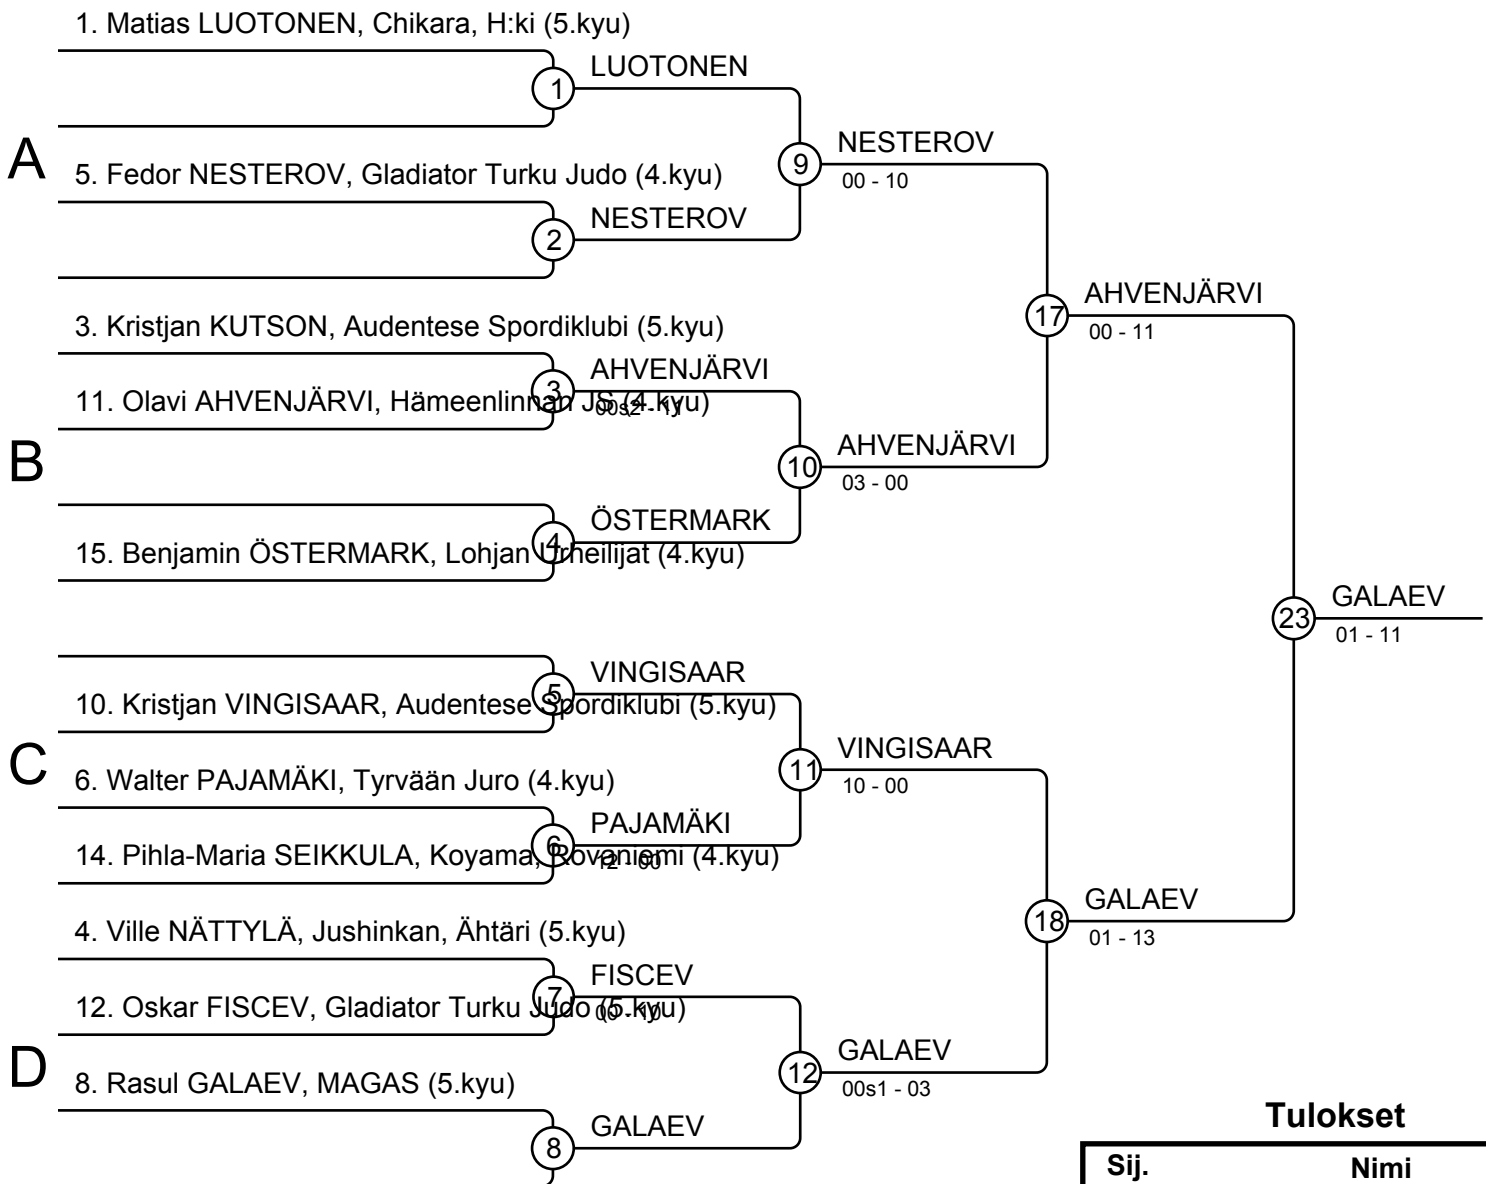 1. Matias LUOTONEN, Chikara, H:ki (5.kyu)
LUOTONEN
1
A
NESTEROV
9
00 - 10
5. Fedor NESTEROV, Gladiator Turku Judo (4.kyu)
NESTEROV
2
3. Kristjan KUTSON, Audentese Spordiklubi (5.kyu)
AHVENJÄRVI
17
00 - 11
AHVENJÄRVI
3
00s2 - 11
11. Olavi AHVENJÄRVI, Hämeenlinnan JS (4.kyu)
B
AHVENJÄRVI
10
03 - 00
ÖSTERMARK
4
15. Benjamin ÖSTERMARK, Lohjan Urheilijat (4.kyu)
GALAEV
23
01 - 11
VINGISAAR
5
10. Kristjan VINGISAAR, Audentese Spordiklubi (5.kyu)
C
VINGISAAR
11
10 - 00
6. Walter PAJAMÄKI, Tyrvään Juro (4.kyu)
PAJAMÄKI
6
12 - 00
14. Pihla-Maria SEIKKULA, Koyama, Rovaniemi (4.kyu)
GALAEV
18
01 - 13
4. Ville NÄTTYLÄ, Jushinkan, Ähtäri (5.kyu)
FISCEV
7
00 - 10
12. Oskar FISCEV, Gladiator Turku Judo (5.kyu)
D
GALAEV
12
00s1 - 03
8. Rasul GALAEV, MAGAS (5.kyu)
GALAEV
8
Tulokset
Sij. Nimi